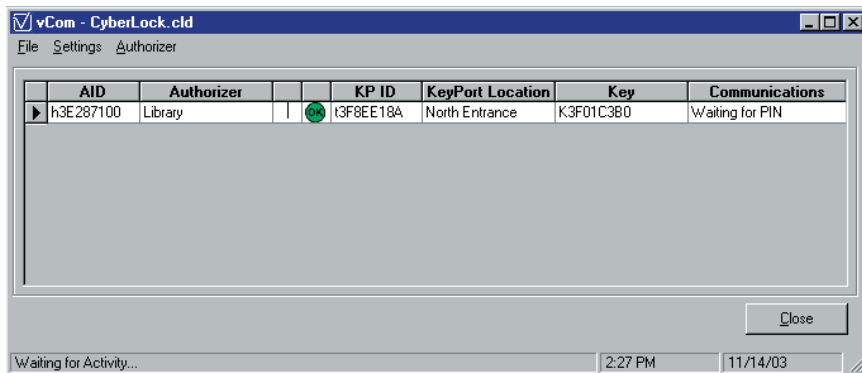 vCom - CyberLock.cld
File Settings Authorizer
AID Authorizer KP ID KeyPort Location Key Communications
h3E287100 Library OK t3F8EE18A North Entrance K3F01C3B0 Waiting for PIN
Close
Waiting for Activity... 2:27 PM 11/14/03